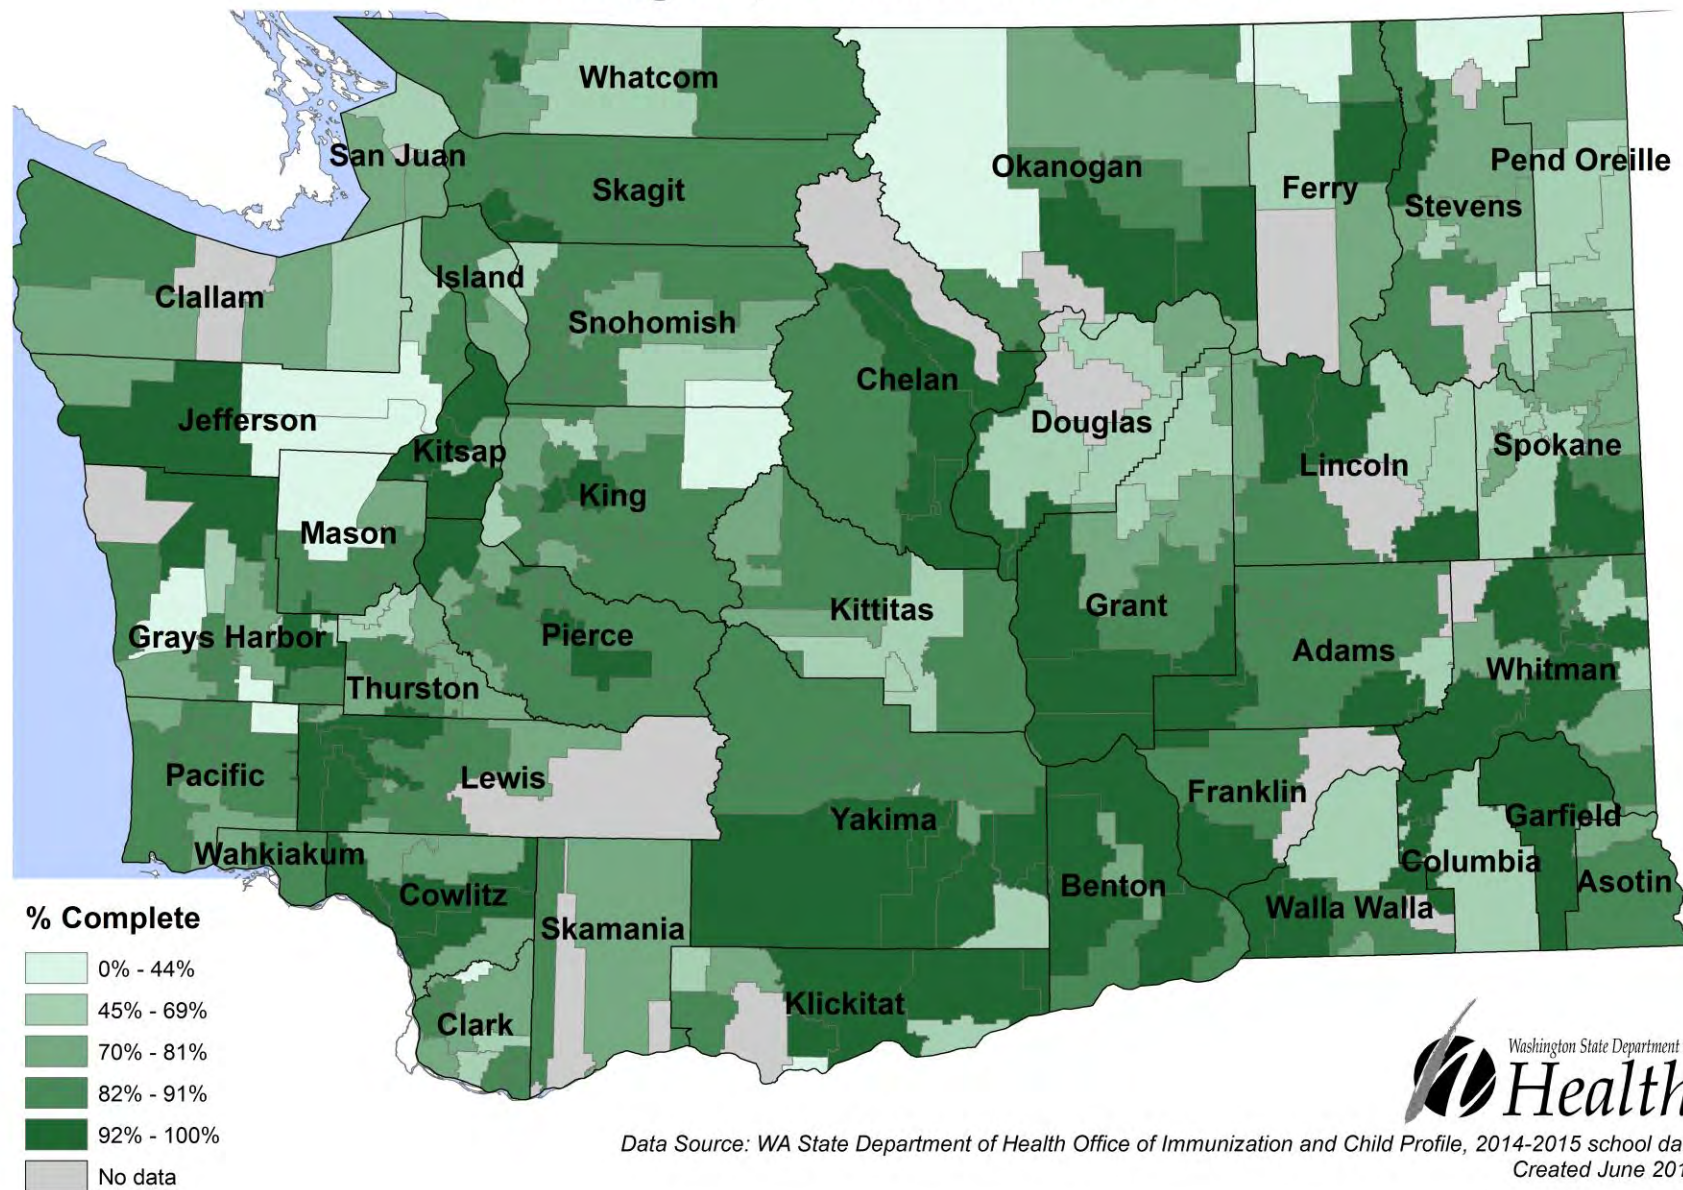 Whatcom
San Juan
Skagit
Okanogan
Ferry
Stevens
Pend Oreille
Clallam
Island
Snohomish
Chelan
Douglas
Jefferson
Kitsap
King
Lincoln
Spokane
Mason
Grays Harbor
Kittitas
Grant
Pierce
Adams
Whitman
Thurston
Pacific
Lewis
Yakima
Franklin
Garfield
Wahkiakum
Cowlitz
Benton
Columbia
Asotin
Walla Walla
Skamania
Klickitat
Clark
% Complete
0% - 44%
45% - 69%
70% - 81%
82% - 91%
92% - 100%
No data
Washington State Department
Health
Data Source: WA State Department of Health Office of Immunization and Child Profile, 2014-2015 school da
Created June 201